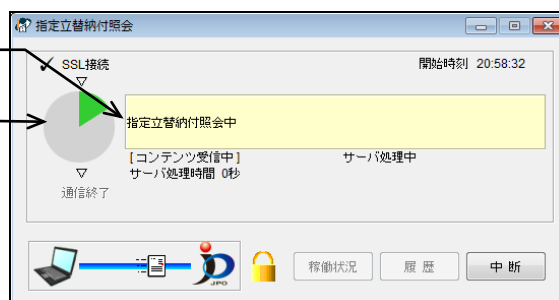 指定立替納付照会
SSL接続
開始時刻 20:58:32
指定立替納付照会中
[コンテンツ受信中]
サーバ処理中
サーバ処理時間 0秒
通信終了
JPO
稼働状況
履歴
中断